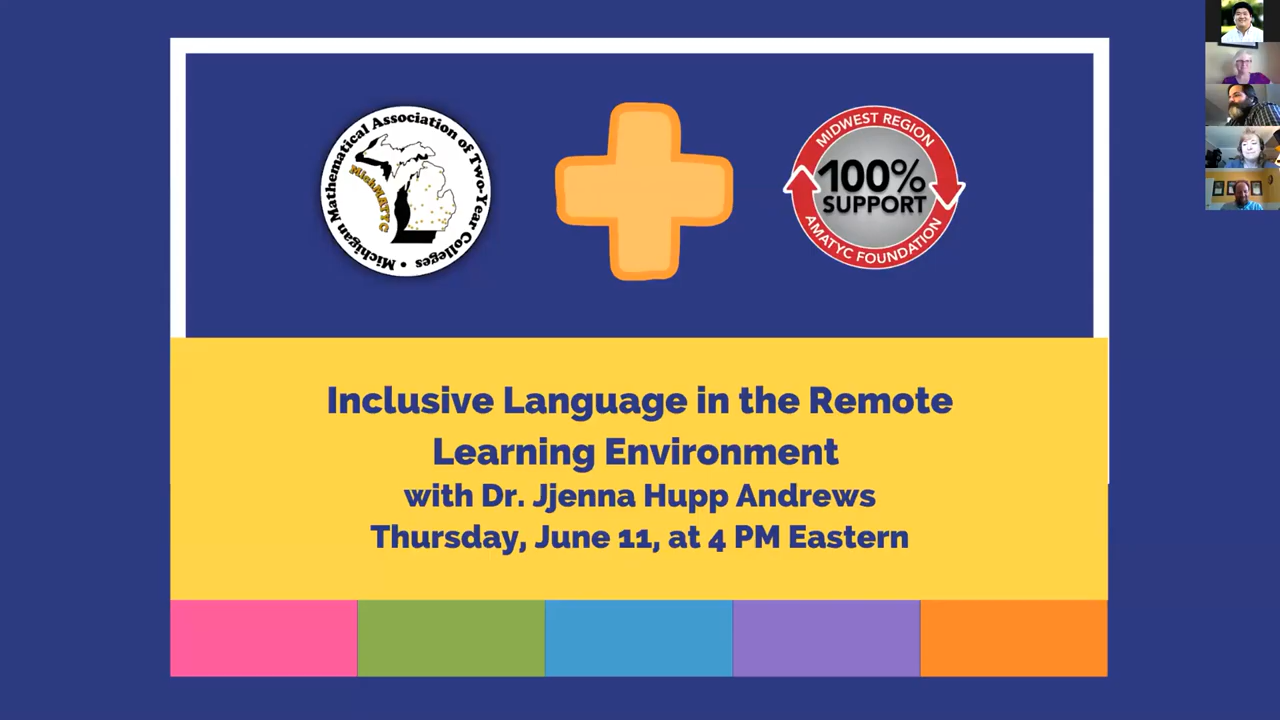 Michigan Mathematical Association of Two-Year Colleges •
MichMATYC
MIDWEST REGION
100%
SUPPORT
AMATYC FOUNDATION
Inclusive Language in the Remote
Learning Environment
with Dr. Jjenna Hupp Andrews
Thursday, June 11, at 4 PM Eastern